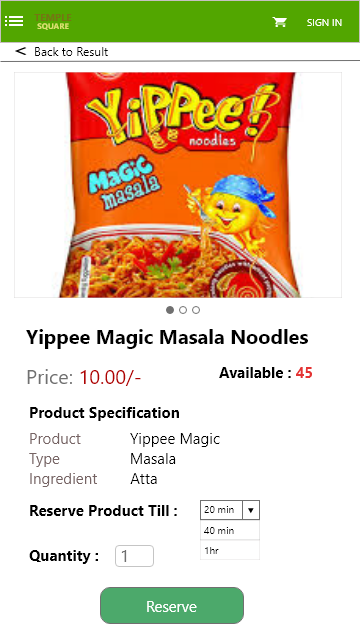 TEMPLE
SQUARE
SIGN IN
< Back to Result
YiPPee!
noodles
MaGic
masala
Yippee Magic Masala Noodles
Price: 10.00/-
Available : 45
Product Specification
Product Yippee Magic
Type Masala
Ingredient Atta
Reserve Product Till : 20 min
40 min
1hr
Quantity : 1
Reserve